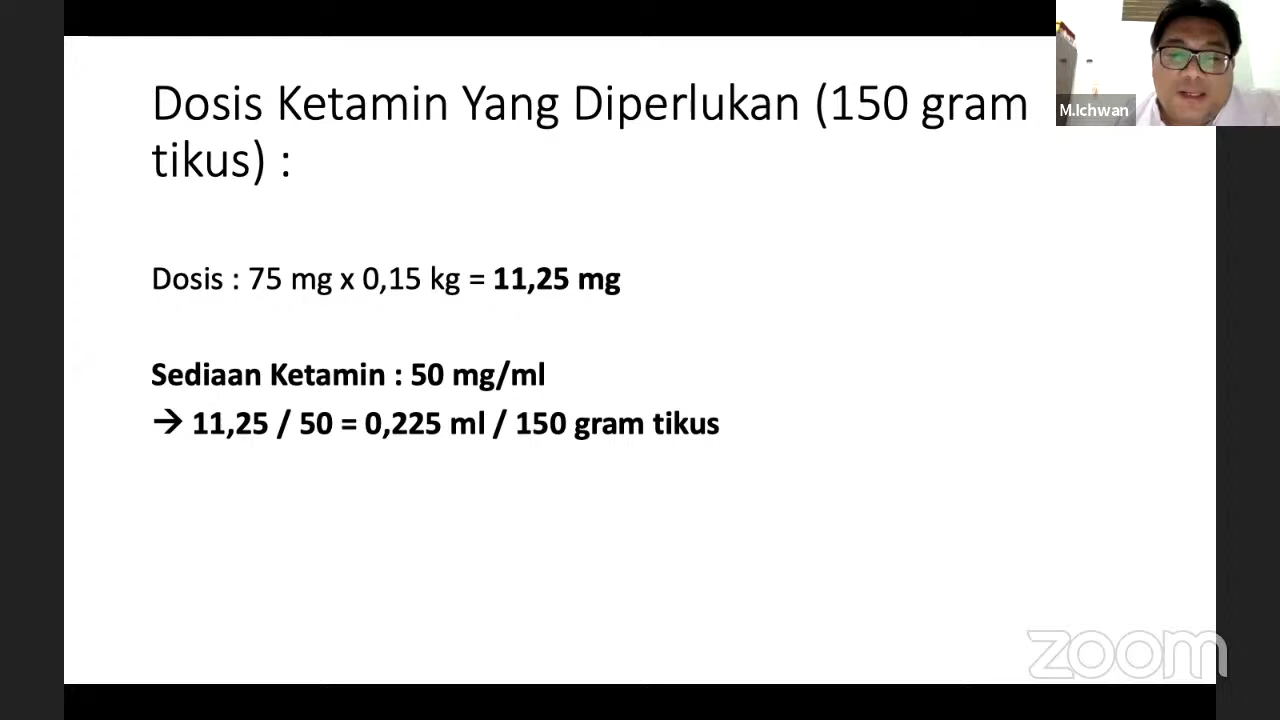 Dosis Ketamin Yang Diperlukan (150 gram
tikus) :
M.Ichwan
Dosis : 75 mg x 0,15 kg = 11,25 mg
Sediaan Ketamin : 50 mg/ml
→ 11,25 / 50 = 0,225 ml / 150 gram tikus
zoom